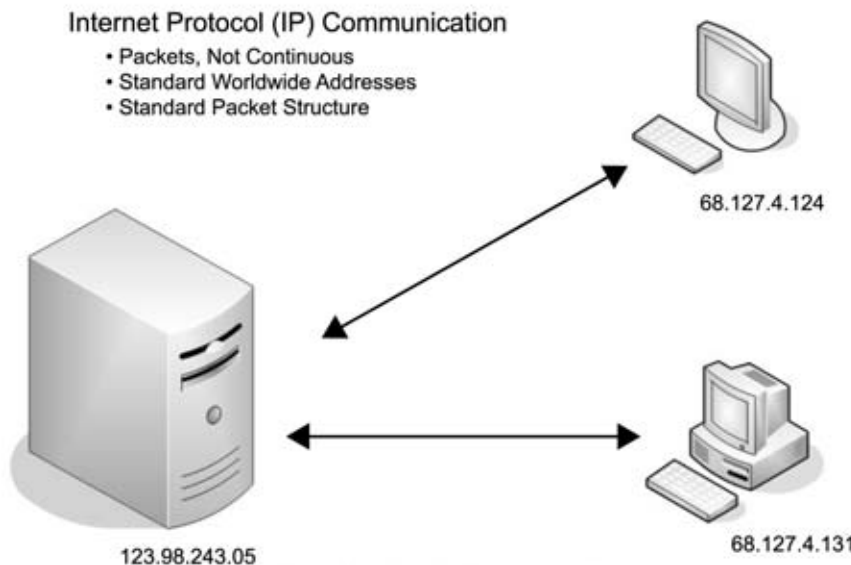 Internet Protocol (IP) Communication
• Packets, Not Continuous
• Standard Worldwide Addresses
• Standard Packet Structure
68.127.4.124
123.98.243.05
68.127.4.131